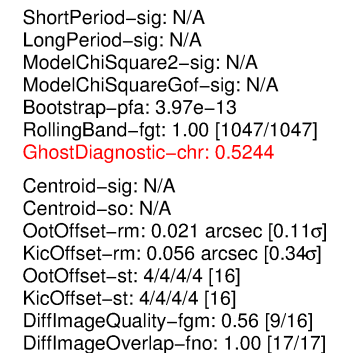 ShortPeriod−sig: N/A
LongPeriod−sig: N/A
ModelChiSquare2−sig: N/A
ModelChiSquareGof−sig: N/A
Bootstrap−pfa: 3.97e−13
RollingBand−fgt: 1.00 [1047/1047]
GhostDiagnostic−chr: 0.5244
Centroid−sig: N/A
Centroid−so: N/A
OotOffset−rm: 0.021 arcsec [0.11σ]
KicOffset−rm: 0.056 arcsec [0.34σ]
OotOffset−st: 4/4/4/4 [16]
KicOffset−st: 4/4/4/4 [16]
DiffImageQuality−fgm: 0.56 [9/16]
DiffImageOverlap−fno: 1.00 [17/17]